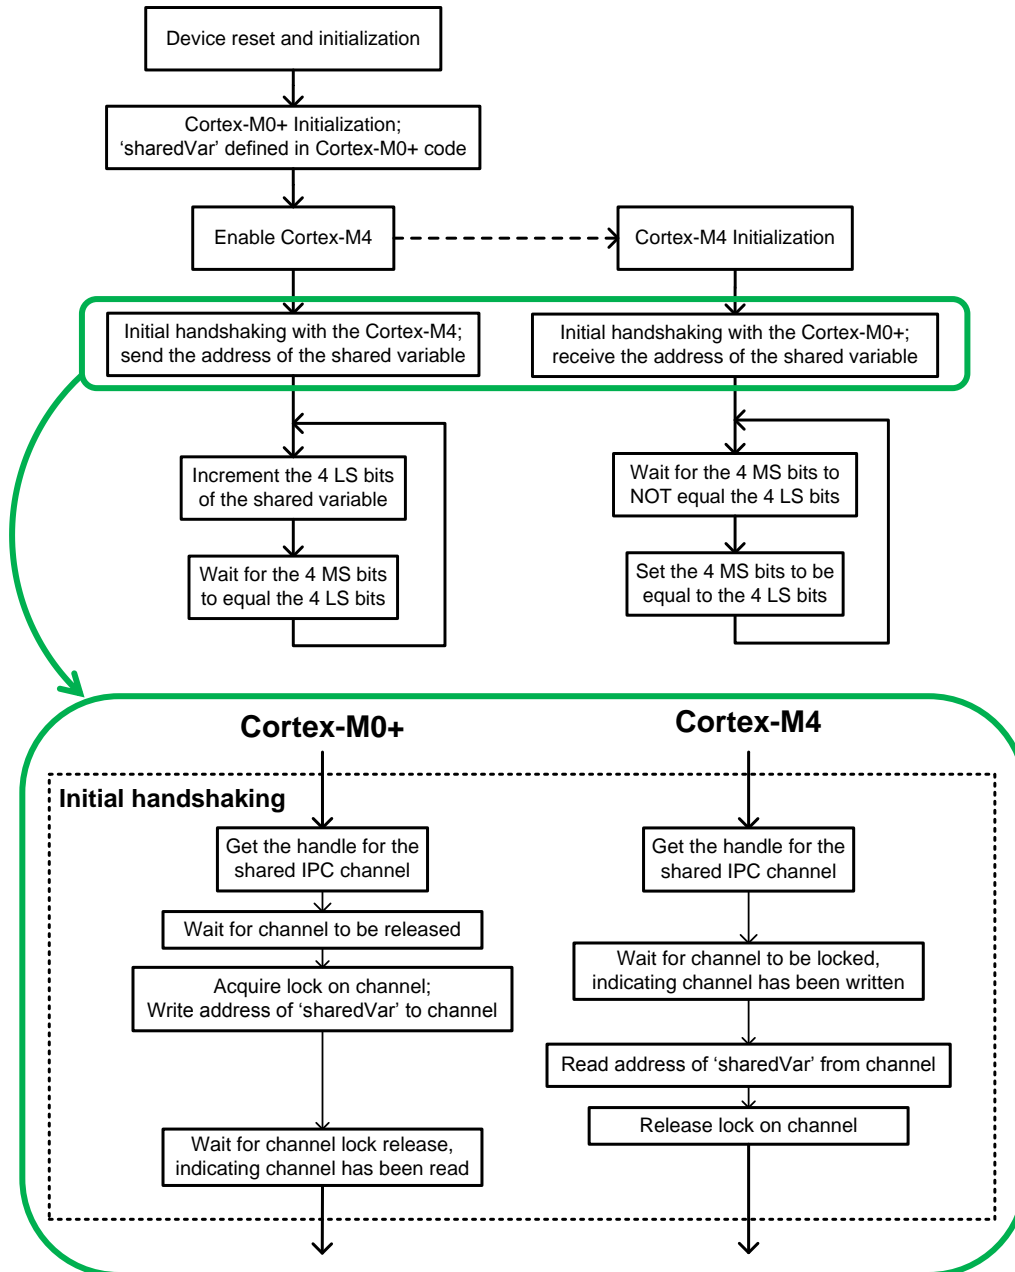 Device reset and initialization
Cortex-M0+ Initialization;
‘sharedVar’ defined in Cortex-M0+ code
Enable Cortex-M4
Cortex-M4 Initialization
Initial handshaking with the Cortex-M4;
send the address of the shared variable
Initial handshaking with the Cortex-M0+;
receive the address of the shared variable
Increment the 4 LS bits
of the shared variable
Wait for the 4 MS bits
to equal the 4 LS bits
Wait for the 4 MS bits to
NOT equal the 4 LS bits
Set the 4 MS bits to be
equal to the 4 LS bits
Cortex-M0+
Cortex-M4
Initial handshaking
Get the handle for the
shared IPC channel
Wait for channel to be released
Acquire lock on channel;
Write address of ‘sharedVar’ to channel
Wait for channel lock release,
indicating channel has been read
Get the handle for the
shared IPC channel
Wait for channel to be locked,
indicating channel has been written
Read address of ‘sharedVar’ from channel
Release lock on channel